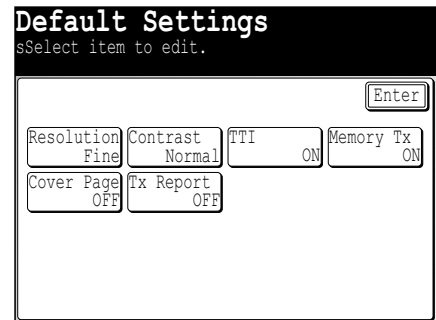 Default Settings
sSelect item to edit.
Enter
Resolution Contrast TTI Memory Tx
Fine Normal ON ON
Cover Page Tx Report
OFF OFF